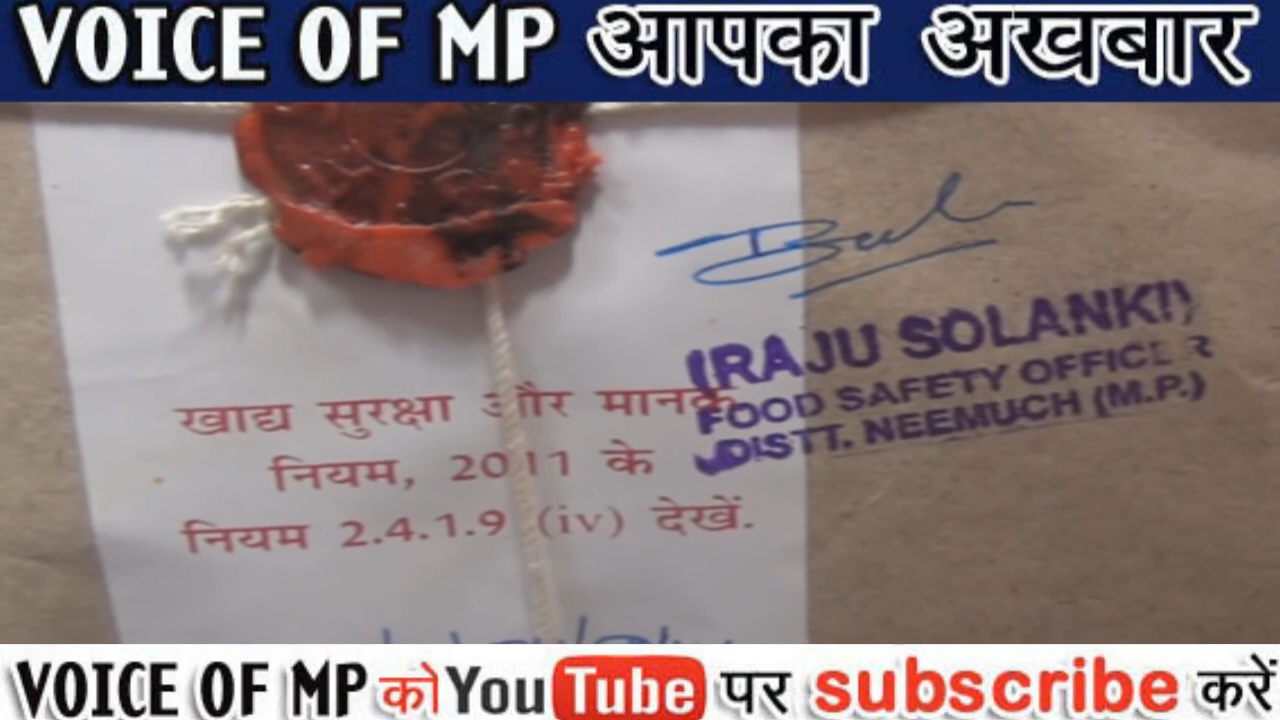 VOICE OF MP आपका अखबार
(RAJU SOLANKI)
FOOD SAFETY OFFICER
DISTT. NEEMUCH (M.P.)
खाद्य सुरक्षा और मानक
नियम, 2011 के
नियम 2.4.1.9 (iv) देखें.
VOICE OF MP को YouTube पर subscribe करें